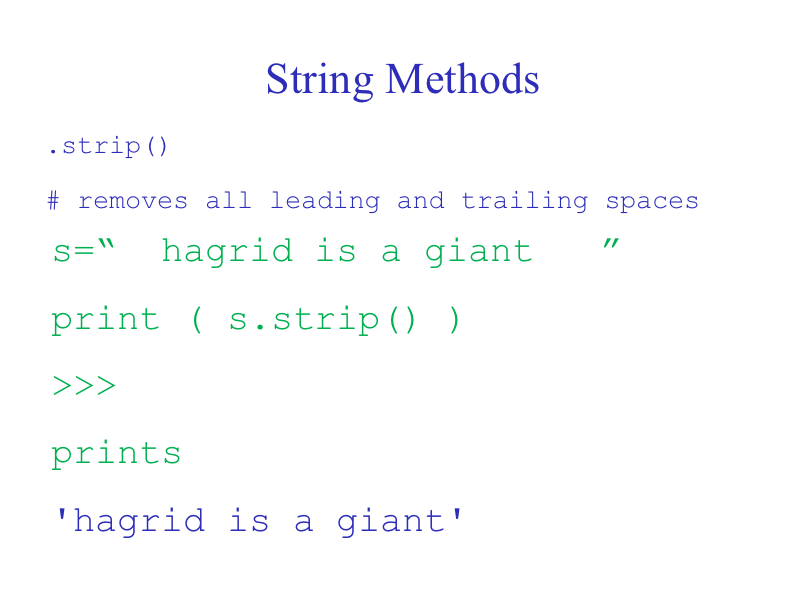 String Methods
.strip()
# removes all leading and trailing spaces
s=“  hagrid is a giant   ”
print ( s.strip() )
>>>
prints
'hagrid is a giant'